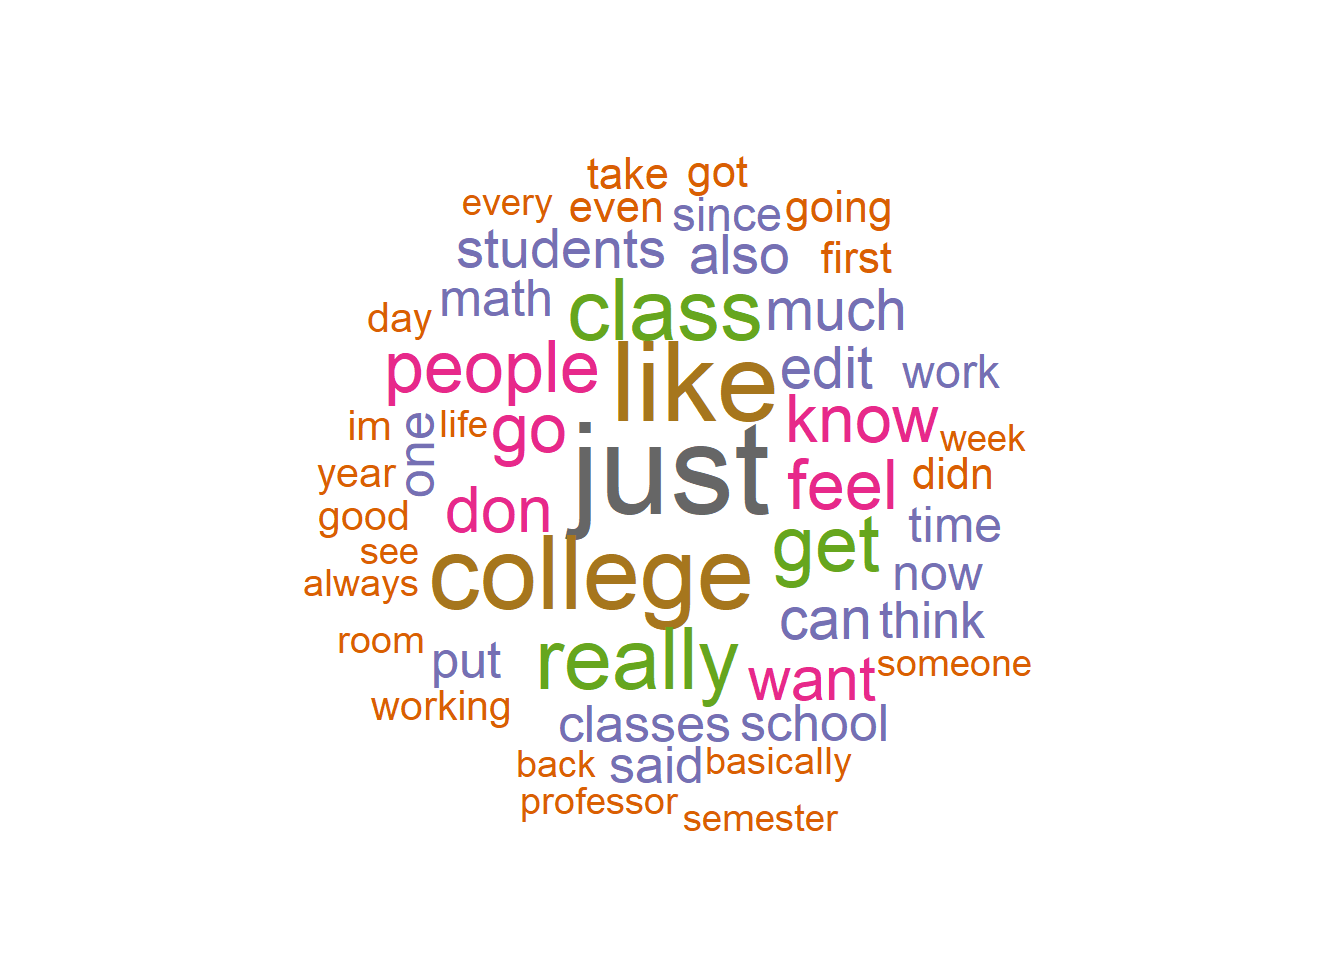 take got
every even since going
students also first
day math class much
people like edit work
im one life go know week
year just feel didn
good don get time
see college now
always can think
room put really want someone
working classes school
back said basically
professor semester